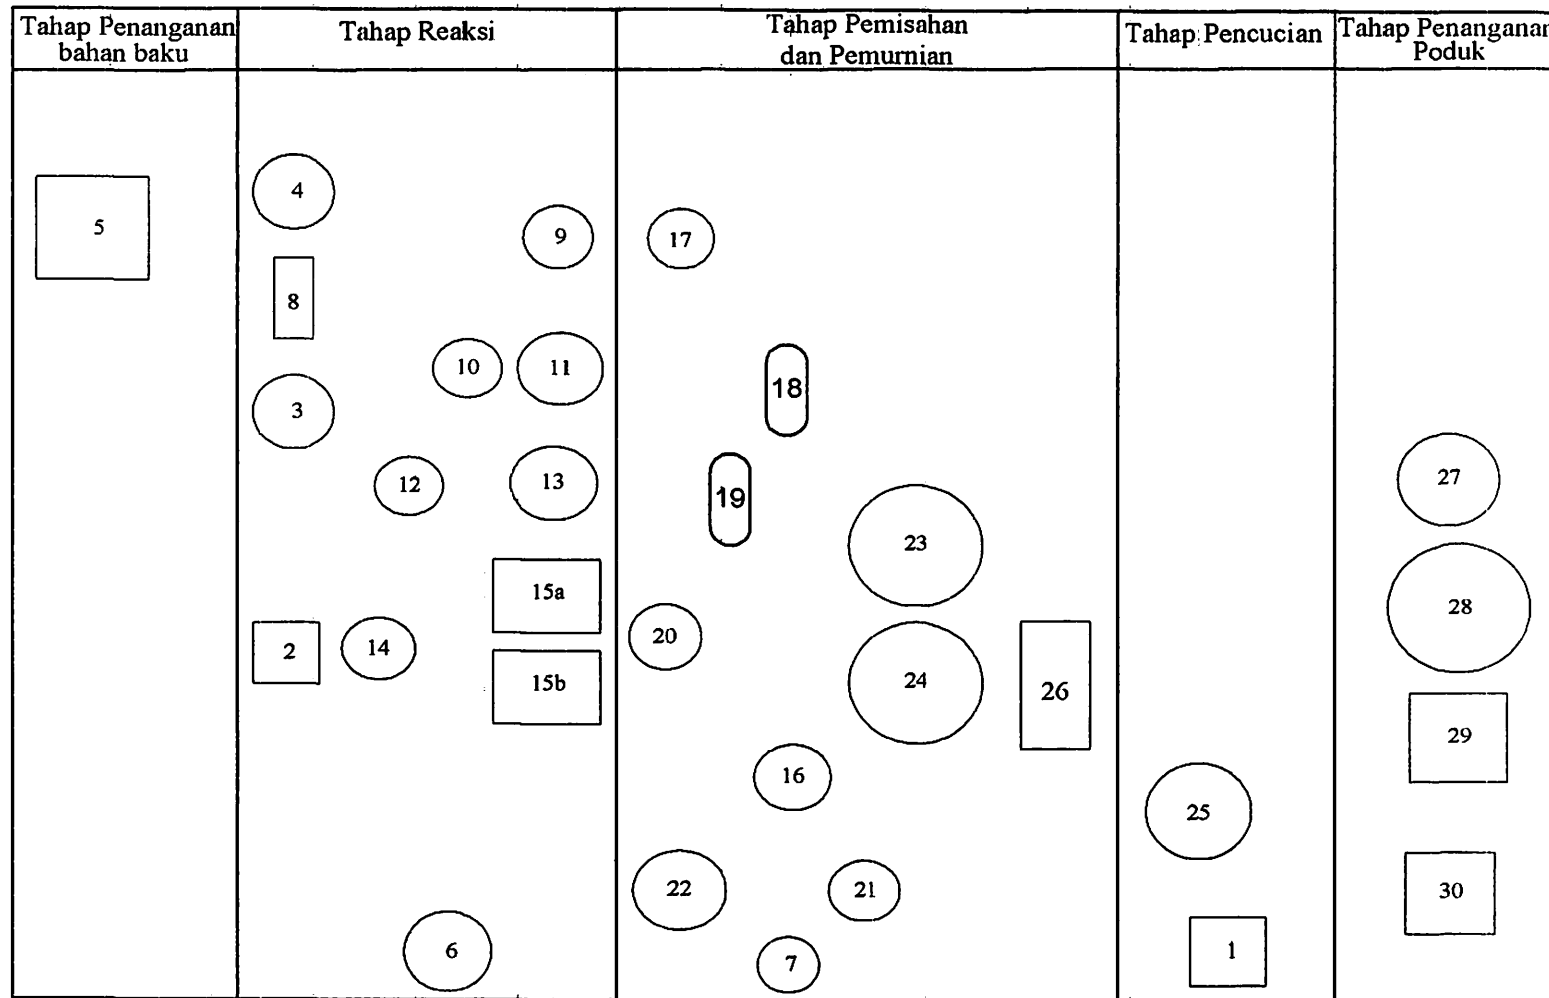 Tahap Penanganan
bahan baku
Tahap Reaksi
Tahap Pemisahan
dan Pemurnian
Tahap Pencucian
Tahap Penanganan
Poduk
5
4
9
8
10
11
3
12
13
15a
2
14
15b
6
17
18
19
23
20
24
26
16
22
21
7
25
1
27
28
29
30